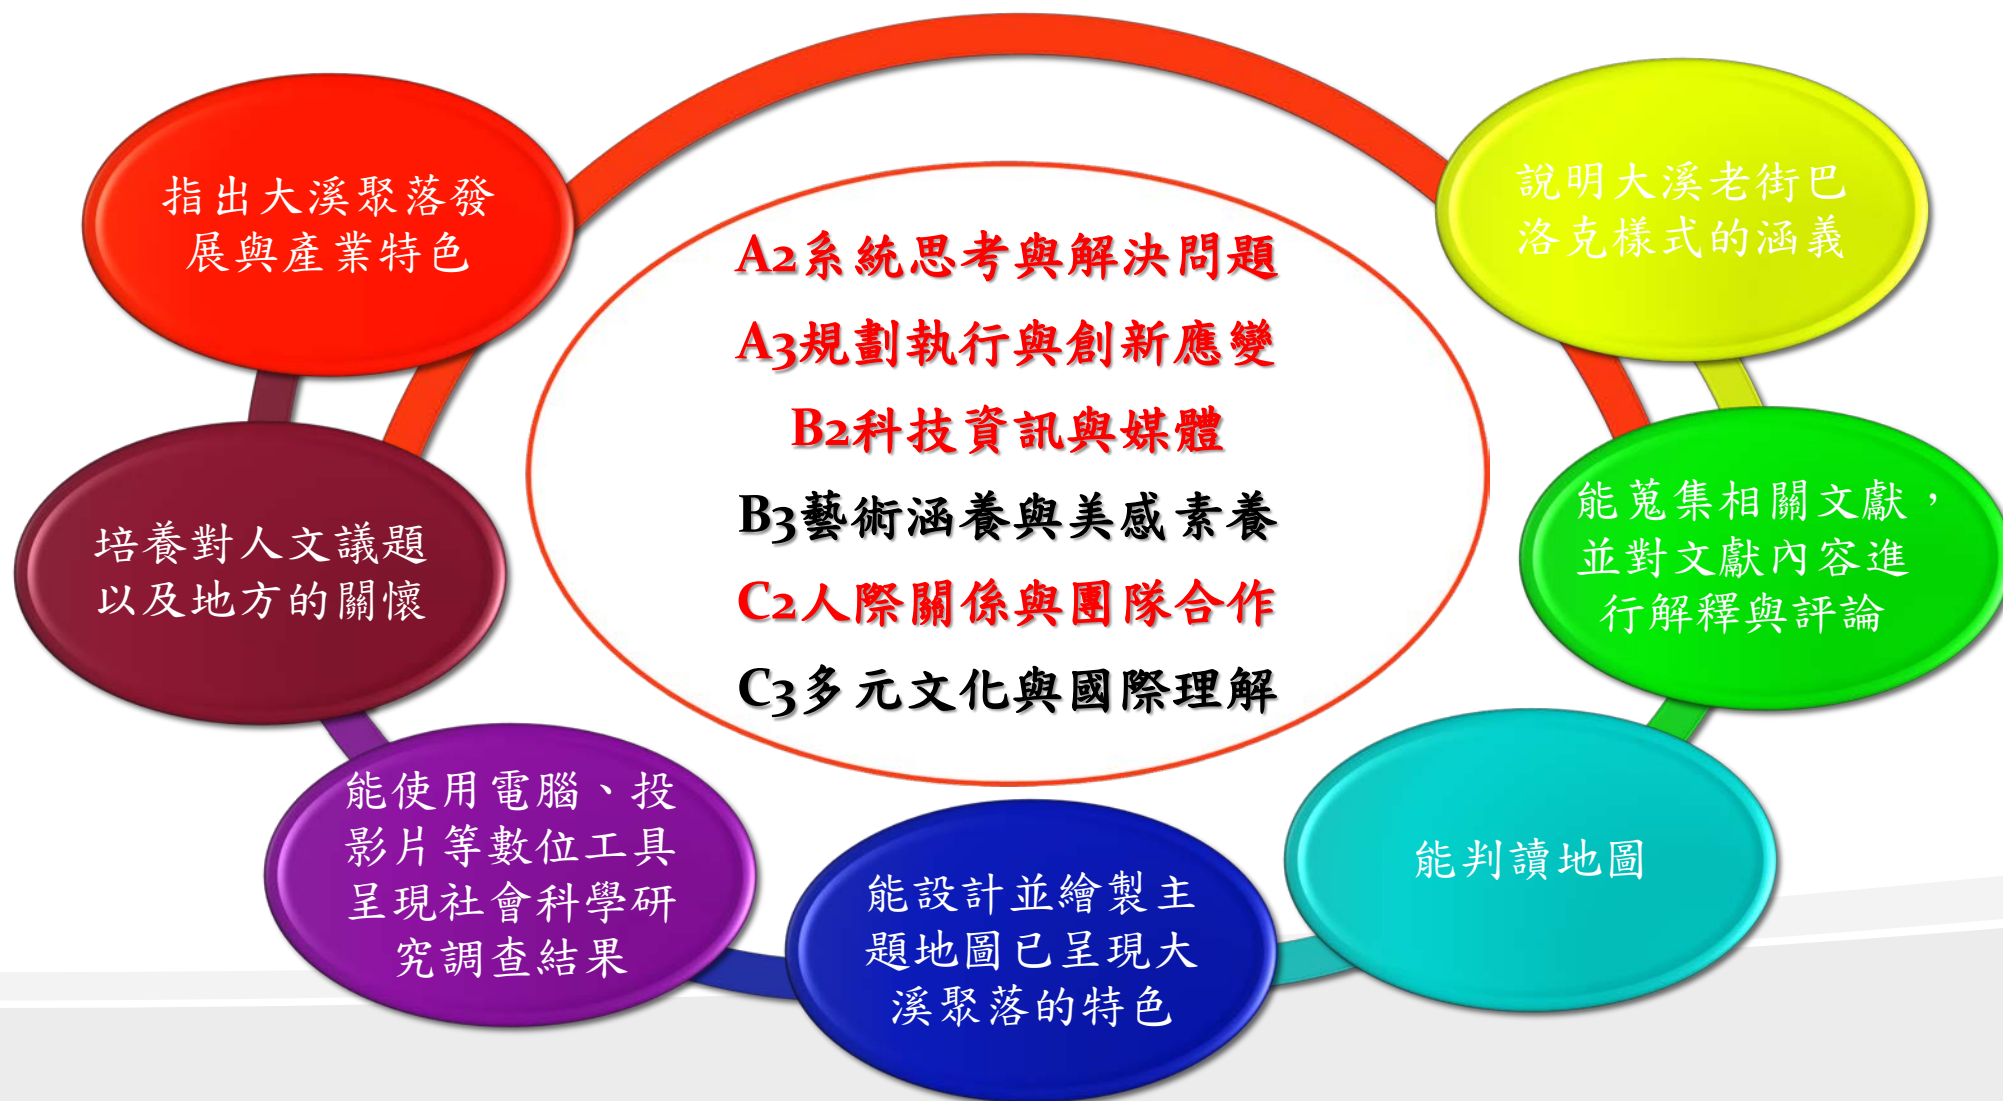 指出大溪聚落發
展與產業特色
說明大溪老街巴
洛克樣式的涵義
A2系統思考與解決問題
A3規劃執行與創新應變
B2科技資訊與媒體
B3藝術涵養與美感素養
C2人際關係與團隊合作
C3多元文化與國際理解
能蒐集相關文獻，
並對文獻內容進
行解釋與評論
培養對人文議題
以及地方的關懷
能使用電腦、投
影片等數位工具
呈現社會科學研
究調查結果
能設計並繪製主
題地圖已呈現大
溪聚落的特色
能判讀地圖